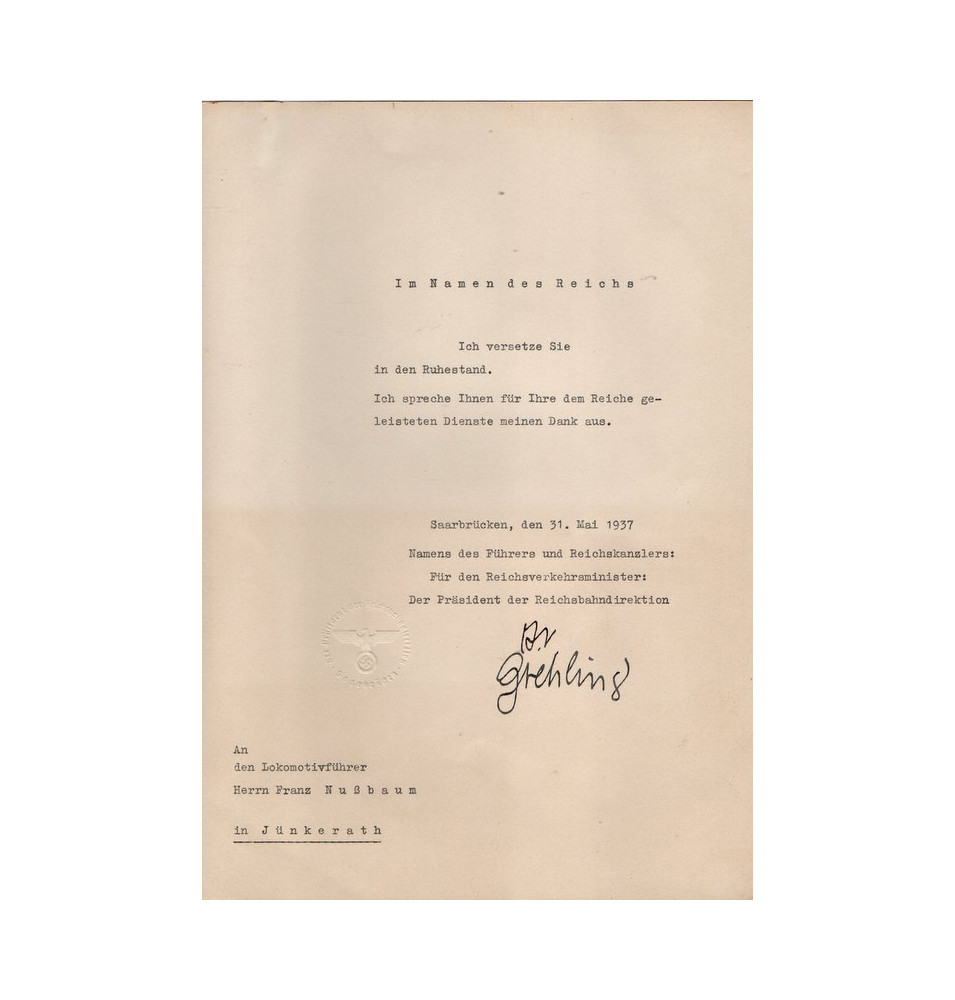 Im Namen des Reichs
Ich versetze Sie
in den Ruhestand.
Ich spreche Ihnen für Ihre dem Reiche ge-
leisteten Dienste meinen Dank aus.
Saarbrücken, den 31. Mai 1937
Namens des Führers und Reichskanzlers:
Für den Reichsverkehrsminister:
Der Präsident der Reichsbahndirektion
Dr
An
den Lokomotivführer
Herrn Franz Nußbaum
in Jünkerath